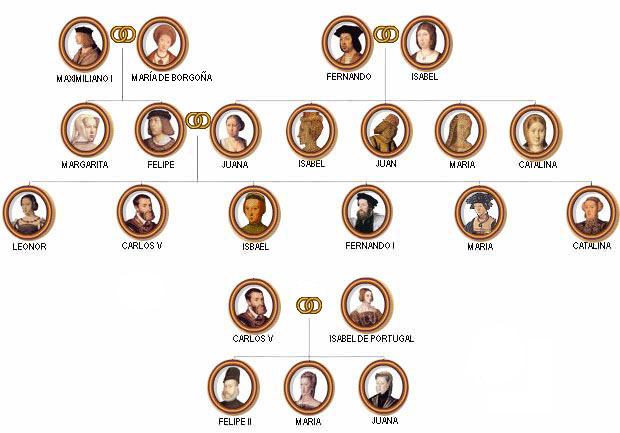 MAXIMILIANO I
MARÍA DE BORGOÑA
FERNANDO
ISABEL
MARGARITA
FELIPE
JUANA
ISABEL
JUAN
MARIA
CATALINA
LEONOR
CARLOS V
ISBAEL
FERNANDO I
MARIA
CATALINA
CARLOS V
ISABEL DE PORTUGAL
FELIPE II
MARIA
JUANA